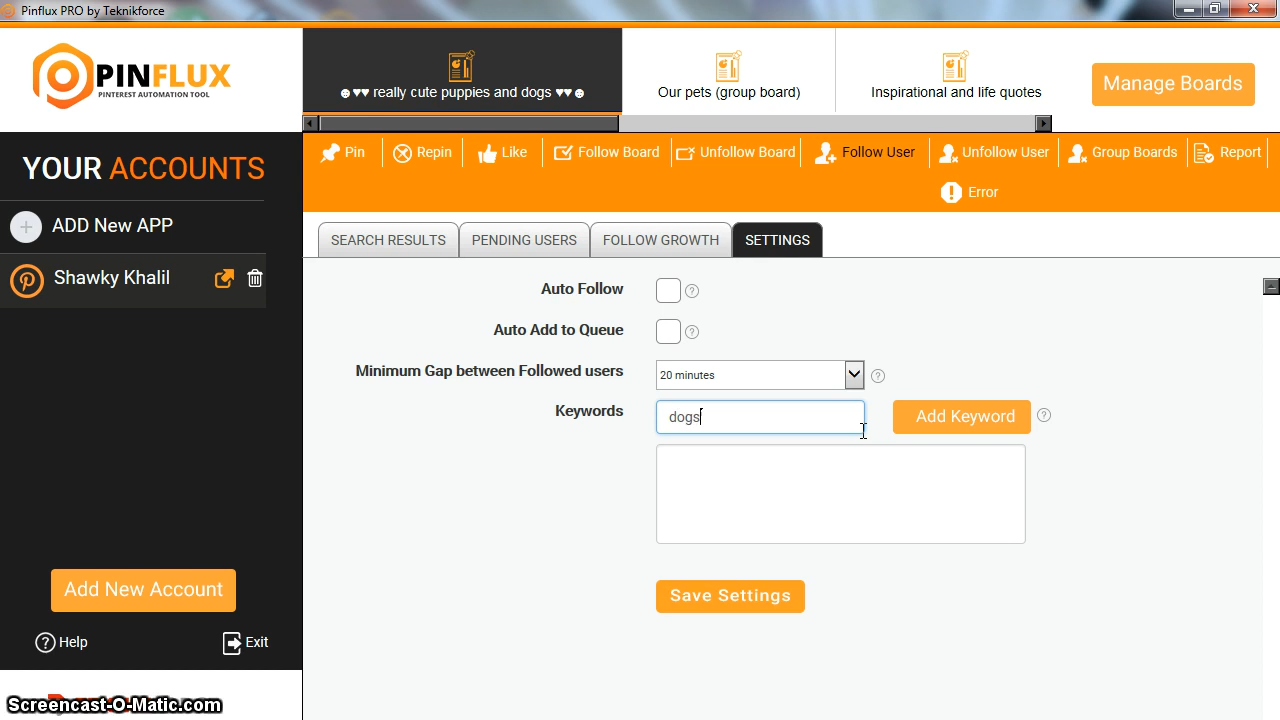 Pinflux PRO by Teknikforce
PINFLUX
PINTEREST AUTOMATION TOOL
☻♥♥ really cute puppies and dogs ♥♥☻
Our pets (group board)
Inspirational and life quotes
Manage Boards
YOUR ACCOUNTS
Pin
Repin
Like
Follow Board
Unfollow Board
Follow User
Unfollow User
Group Boards
Report
Error
ADD New APP
Shawky Khalil
SEARCH RESULTS
PENDING USERS
FOLLOW GROWTH
SETTINGS
Auto Follow
Auto Add to Queue
Minimum Gap between Followed users
20 minutes
Keywords
dogs
Add Keyword
Save Settings
Add New Account
Help
Exit
Screencast-O-Matic.com